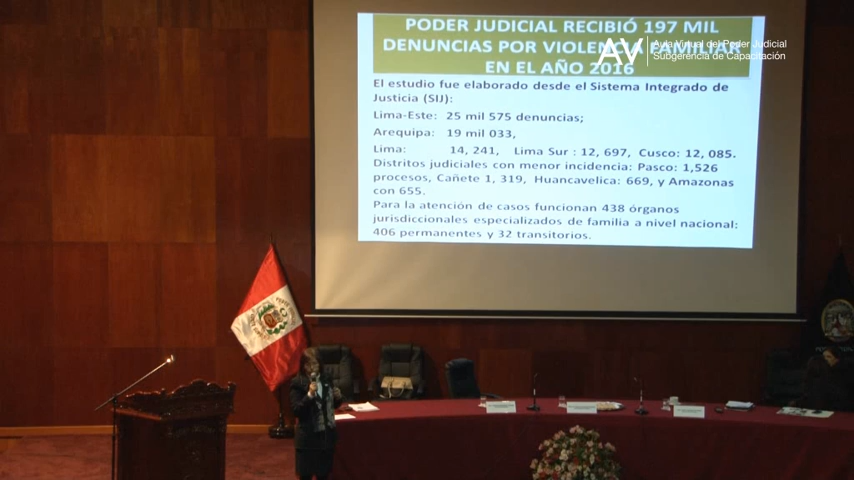 PODER JUDICIAL RECIBIÓ 197 MIL
DENUNCIAS POR VIOLENCIA FAMILIAR
EN EL AÑO 2016
AV Aula Virtual del Poder Judicial
Subgerencia de Capacitación
El estudio fue elaborado desde el Sistema Integrado de
Justicia (SIJ):
Lima-Este: 25 mil 575 denuncias;
Arequipa: 19 mil 033,
Lima: 14, 241, Lima Sur : 12, 697, Cusco: 12, 085.
Distritos judiciales con menor incidencia: Pasco: 1,526
procesos, Cañete 1, 319, Huancavelica: 669, y Amazonas
con 655.
Para la atención de casos funcionan 438 órganos
jurisdiccionales especializados de familia a nivel nacional:
406 permanentes y 32 transitorios.